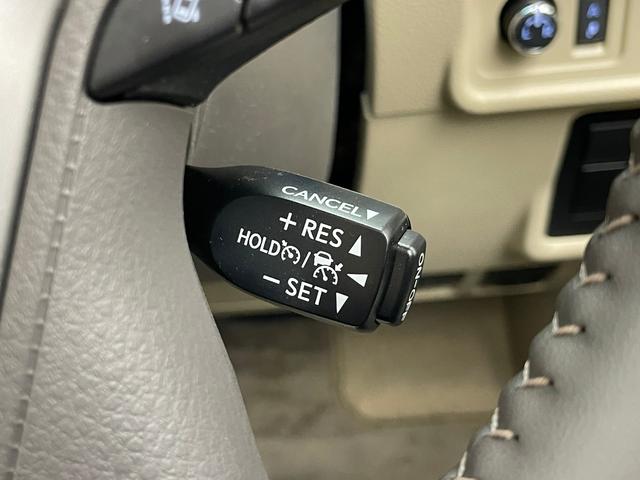 CANCEL▼
+ RES ▲
HOLD / ◀
− SET ▼
ON-OFF